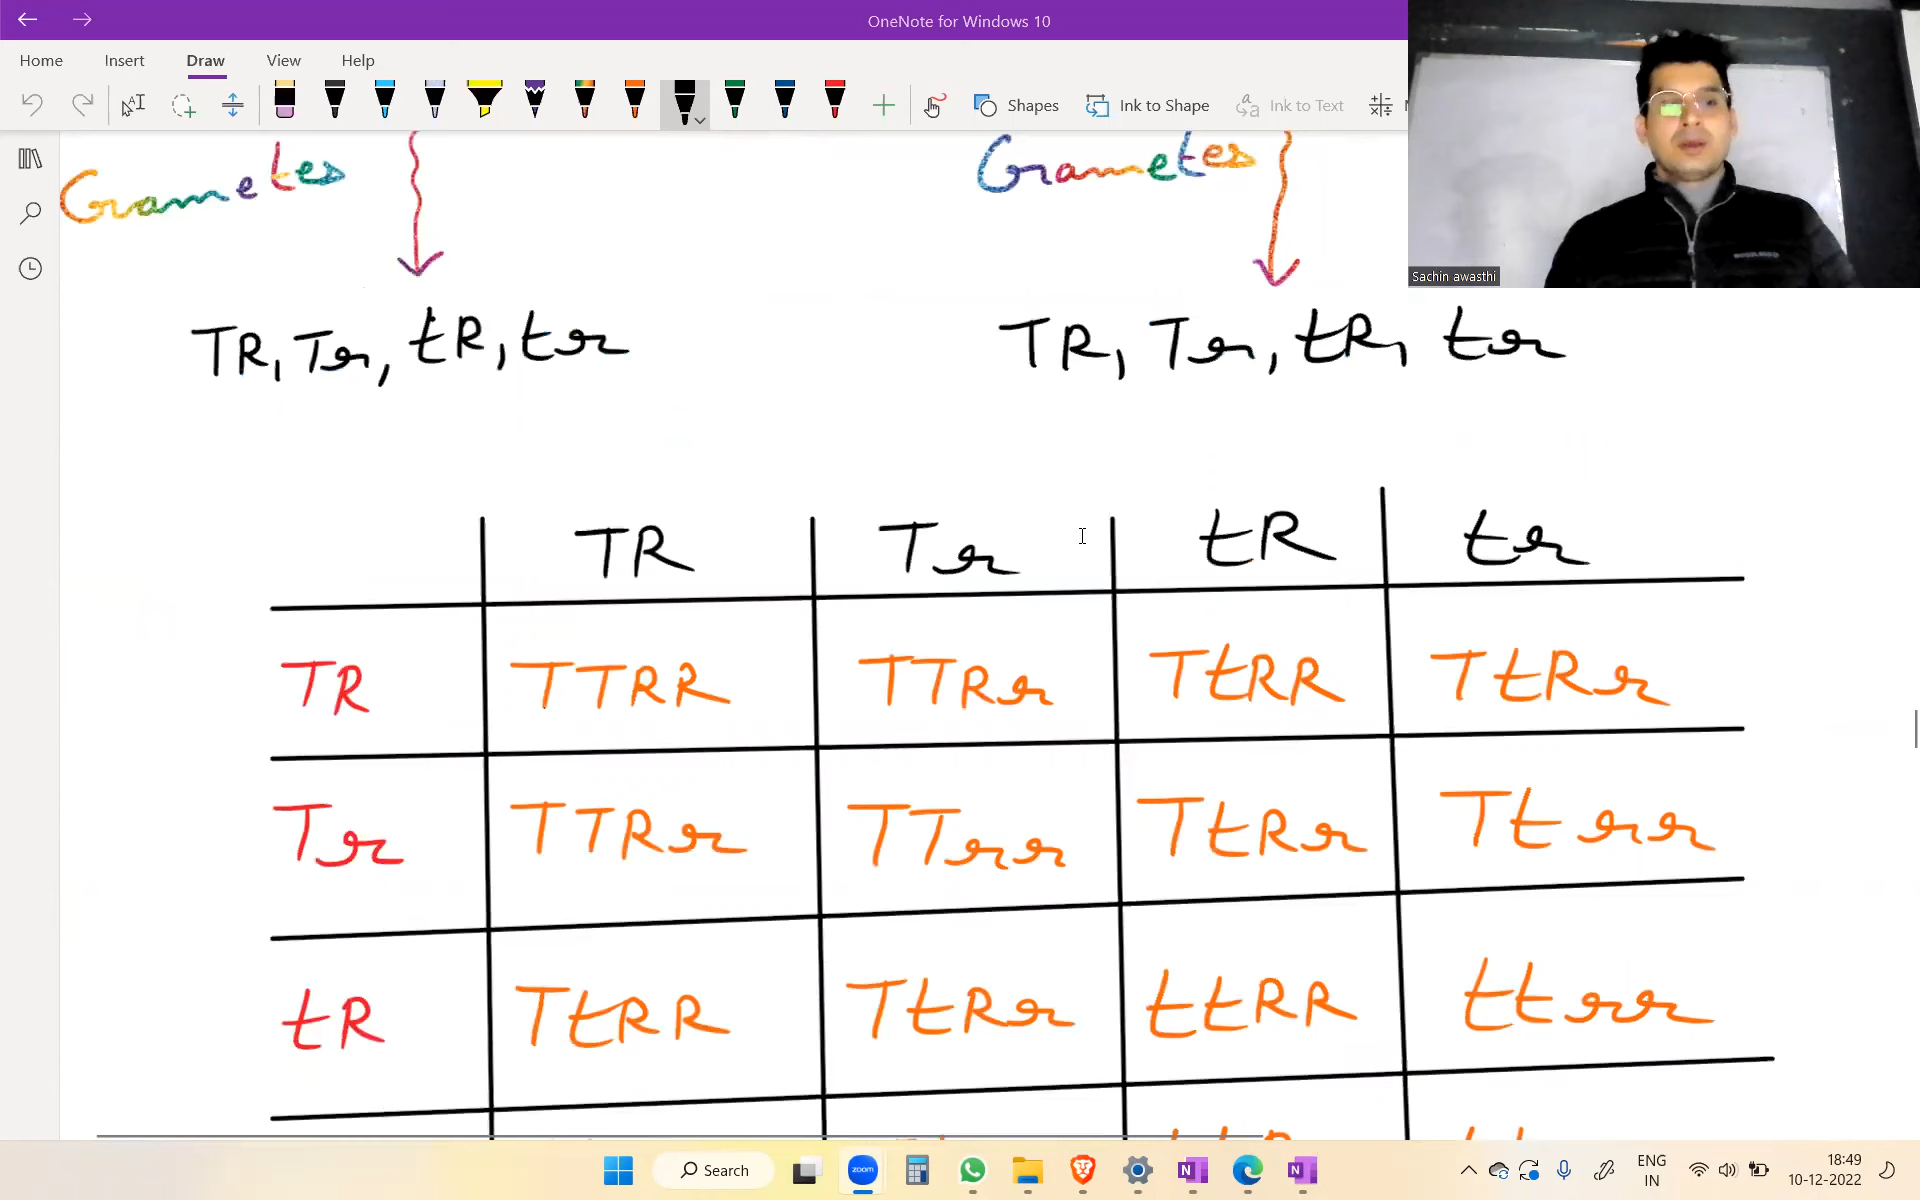 OneNote for Windows 10
Home Insert Draw View Help
Shapes Ink to Shape Ink to Text
Sachin awasthi
Gametes Gametes
TR, Tr, tR, tr TR, Tr, tR, tr
TR Tr tR tr
TR TTRR TTRr TtRR TtRr
Tr TTRr TTrr TtRr Ttrr
tR TtRR TtRr ttRR ttrr
Search
zoom
ENG
IN
18:49
10-12-2022